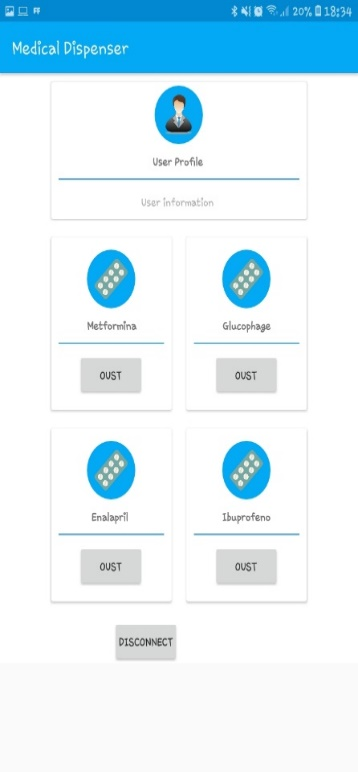 20% 18:34
Medical Dispenser
User Profile
User information
Metformina
Glucophage
OUST
OUST
Enalapril
Ibuprofeno
OUST
OUST
DISCONNECT